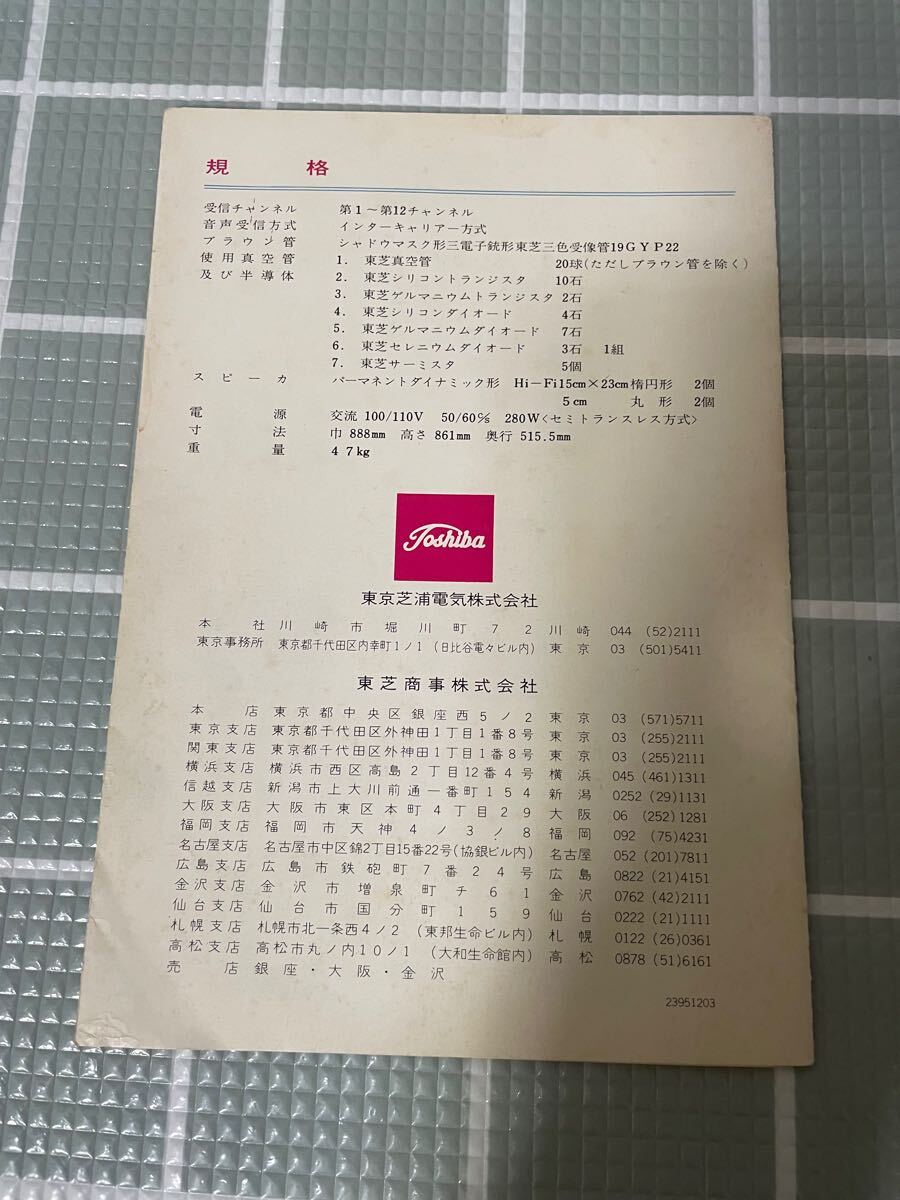 規格
受信チャンネル 第1～第12チャンネル
音声受信方式 インターキャリアー方式
ブラウン管 シャドウマスク形三電子銃形東芝三色受像管19GYP22
使用真空管 1. 東芝真空管 20球(ただしブラウン管を除く)
及び半導体 2. 東芝シリコントランジスタ 10石
3. 東芝ゲルマニウムトランジスタ 2石
4. 東芝シリコンダイオード 4石
5. 東芝ゲルマニウムダイオード 7石
6. 東芝セレニウムダイオード 3石 1組
7. 東芝サーミスタ 5個
スピーカ パーマネントダイナミック形 Hi-Fi15cm×23cm楕円形 2個
5cm 丸形 2個
電源 交流 100/110V 50/60c/s 280W<セミトランスレス方式>
寸法 巾 888mm 高さ 861mm 奥行 515.5mm
重量 47kg
Toshiba
東京芝浦電気株式会社
本社 川崎市堀川町72 川崎 044 (52)2111
東京事務所 東京都千代田区内幸町1ノ1 (日比谷電々ビル内) 東京 03 (501)5411
東芝商事株式会社
本店 東京都中央区銀座西5ノ2 東京 03 (571)5711
東京支店 東京都千代田区外神田1丁目1番8号 東京 03 (255)2111
関東支店 東京都千代田区外神田1丁目1番8号 東京 03 (255)2111
横浜支店 横浜市西区高島2丁目12番4号 横浜 045 (461)1311
信越支店 新潟市上大川前通一番町154 新潟 0252 (29)1131
大阪支店 大阪市東区本町4丁目29 大阪 06 (252)1281
福岡支店 福岡市天神4ノ3ノ8 福岡 092 (75)4231
名古屋支店 名古屋市中区錦2丁目15番22号(協銀ビル内) 名古屋 052 (201)7811
広島支店 広島市鉄砲町7番24号 広島 0822 (21)4151
金沢支店 金沢市増泉町チ61 金沢 0762 (42)2111
仙台支店 仙台市国分町159 仙台 0222 (21)1111
札幌支店 札幌市北一条西4ノ2 (東邦生命ビル内) 札幌 0122 (26)0361
高松支店 高松市丸ノ内10ノ1 (大和生命館内) 高松 0878 (51)6161
売店 銀座・大阪・金沢
23951203